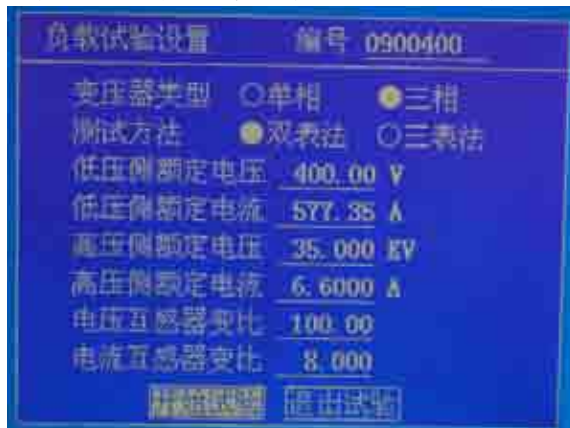 负载试验设置 编号 0900400
变压器类型 ○单相 ●三相
测试方法 ●双表法 ○三表法
低压侧额定电压 400.00 V
低压侧额定电流 577.35 A
高压侧额定电压 35.000 KV
高压侧额定电流 6.6000 A
电压互感器变比 100.00
电流互感器变比 8.000
退出试验